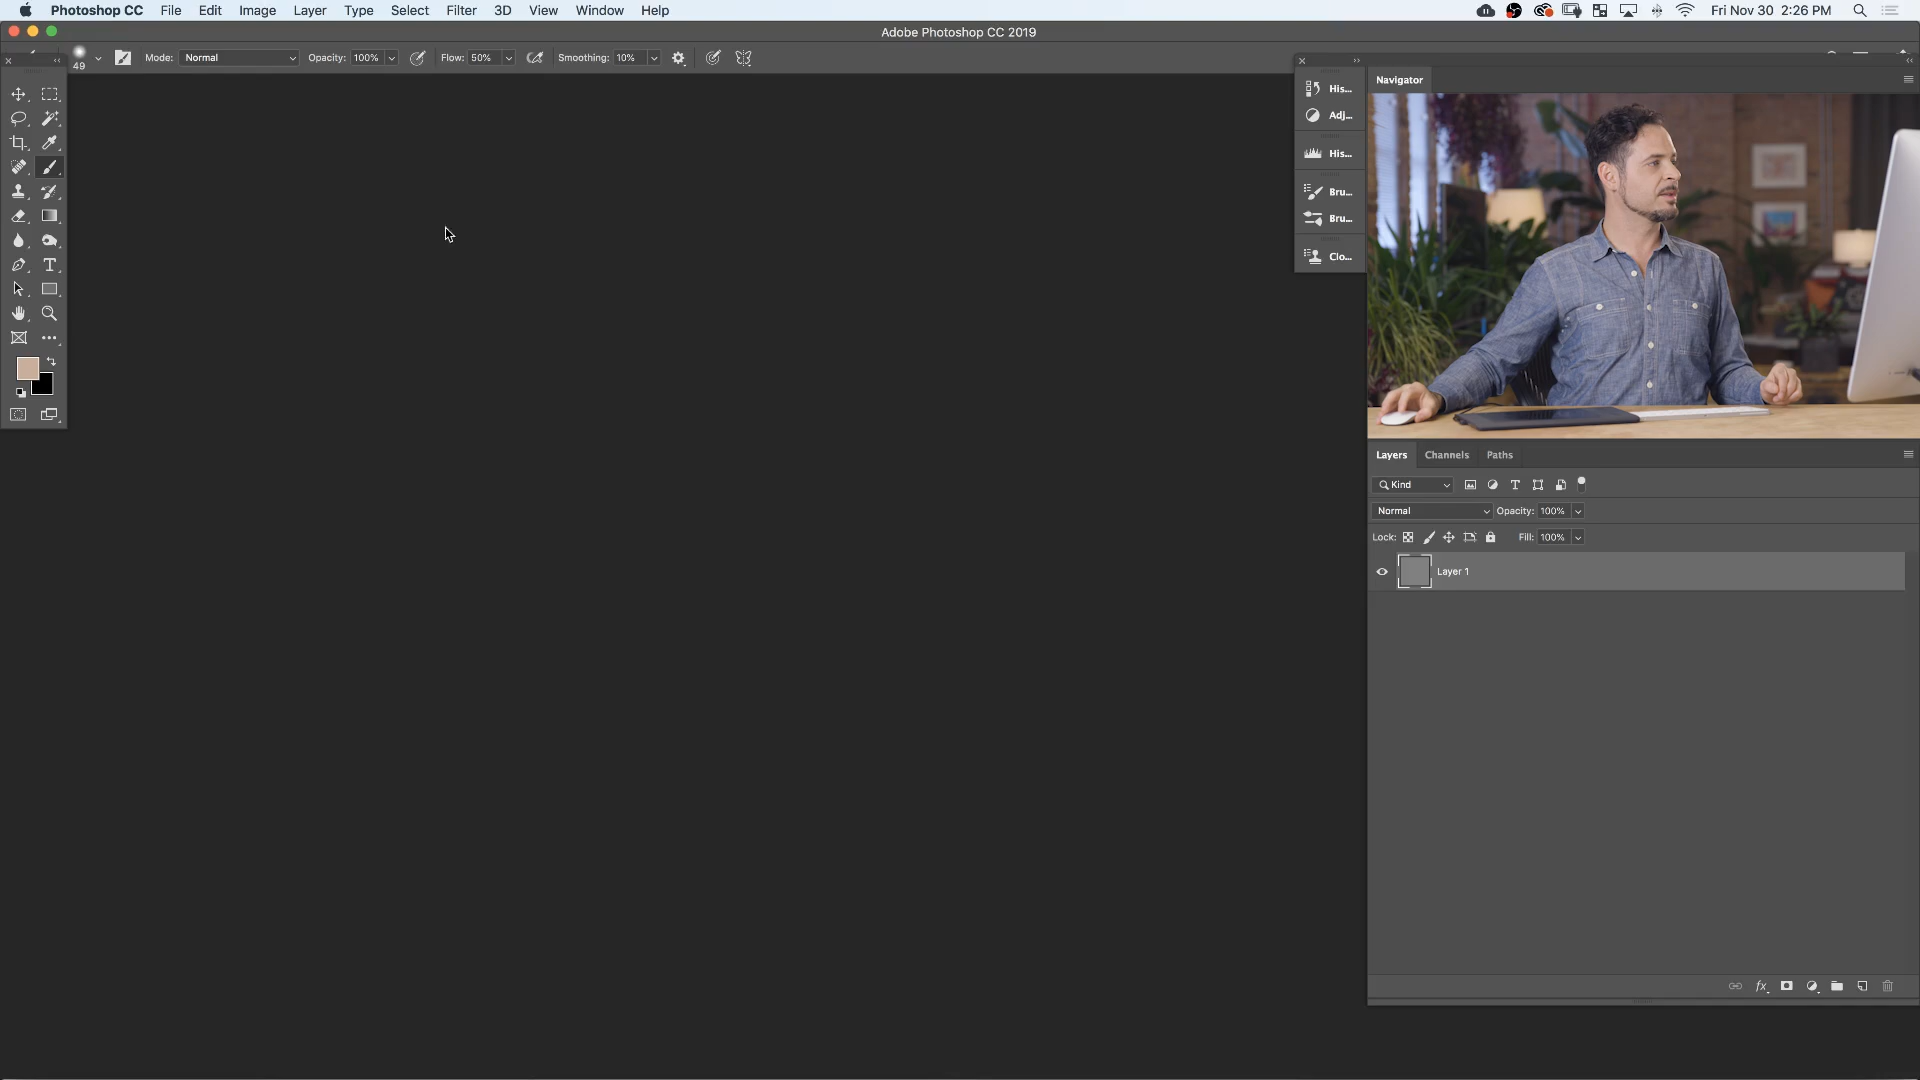 Photoshop CC File Edit Image Layer Type Select Filter 3D View Window Help Fri Nov 30 2:26 PM
Adobe Photoshop CC 2019
49 Mode: Normal Opacity: 100% Flow: 50% Smoothing: 10%
Navigator
His...
Adj...
His...
Bru...
Bru...
Clo...
Layers Channels Paths
Kind
Normal Opacity: 100%
Lock: Fill: 100%
Layer 1
fx